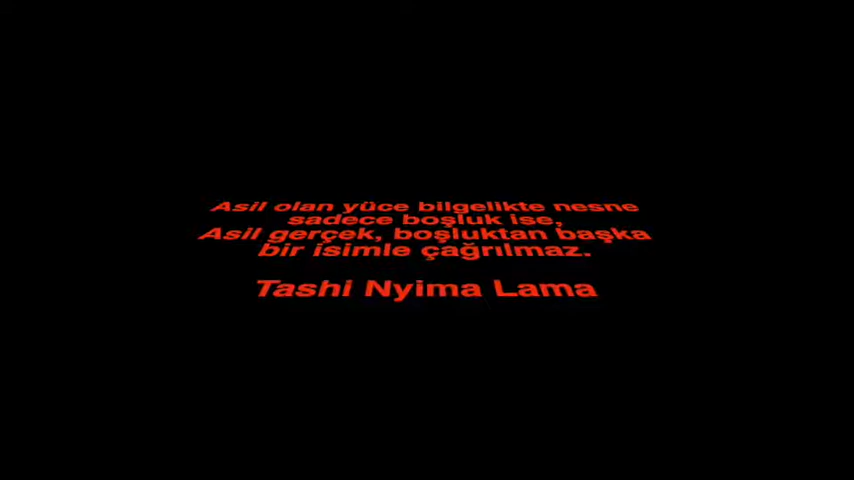 Asil olan yüce bilgelikte nesne
sadece boşluk ise,
Asil gerçek, boşluktan başka
bir isimle çağrılmaz.
Tashi Nyima Lama